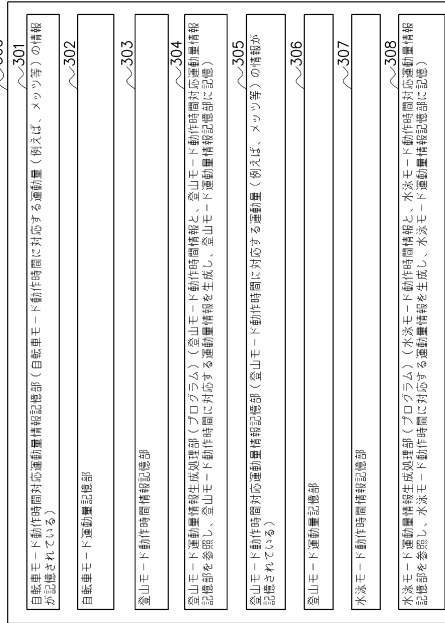 300
301
自転車モード動作時間対応運動量情報記憶部(自転車モード動作時間に対応する運動量(例えば、メッツ等)の情報
が記憶されている)
302
自転車モード運動量記憶部
303
登山モード動作時間情報記憶部
304
登山モード運動量情報生成処理部(プログラム)(登山モード動作時間情報と、登山モード動作時間対応運動量情報
記憶部を参照し、登山モード動作時間に対応する運動量情報を生成し、登山モード運動量情報記憶部に記憶)
305
登山モード動作時間対応運動量情報記憶部(登山モード動作時間に対応する運動量(例えば、メッツ等)の情報が
記憶されている)
306
登山モード運動量記憶部
307
水泳モード動作時間情報記憶部
308
水泳モード運動量情報生成処理部(プログラム)(水泳モード動作時間情報と、水泳モード動作時間対応運動量情報
記憶部を参照し、水泳モード動作時間に対応する運動量情報を生成し、水泳モード運動量情報記憶部に記憶)